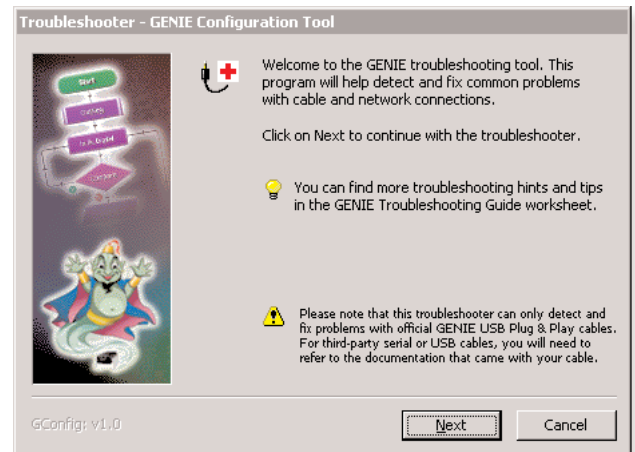 Troubleshooter - GENIE Configuration Tool
Start
Welcome to the GENIE troubleshooting tool. This
program will help detect and fix common problems
with cable and network connections.
Click on Next to continue with the troubleshooter.
You can find more troubleshooting hints and tips
in the GENIE Troubleshooting Guide worksheet.
Please note that this troubleshooter can only detect and
fix problems with official GENIE USB Plug & Play cables.
For third-party serial or USB cables, you will need to
refer to the documentation that came with your cable.
GConfig: v1.0
Next
Cancel